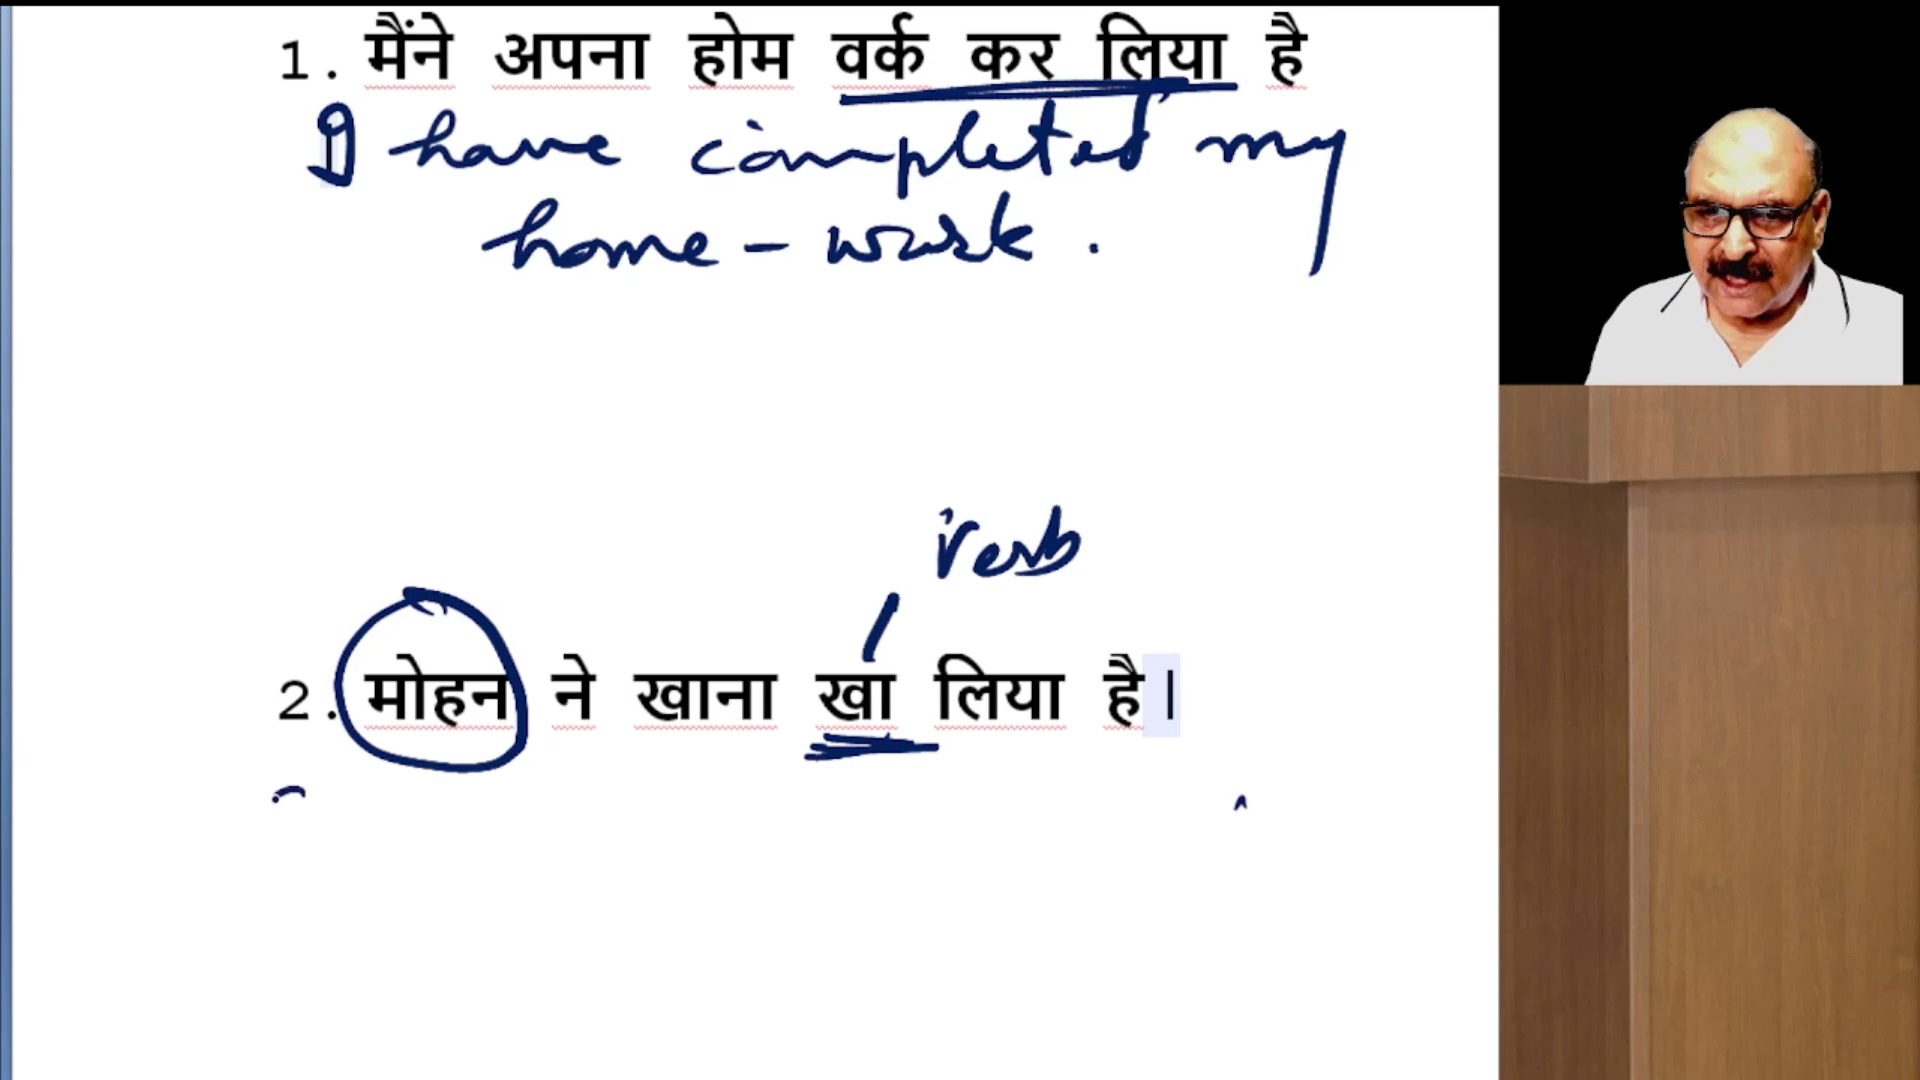 1. मैंने अपना होम वर्क कर लिया है
I have completed my
home - work .
verb
2. मोहन ने खाना खा लिया है|